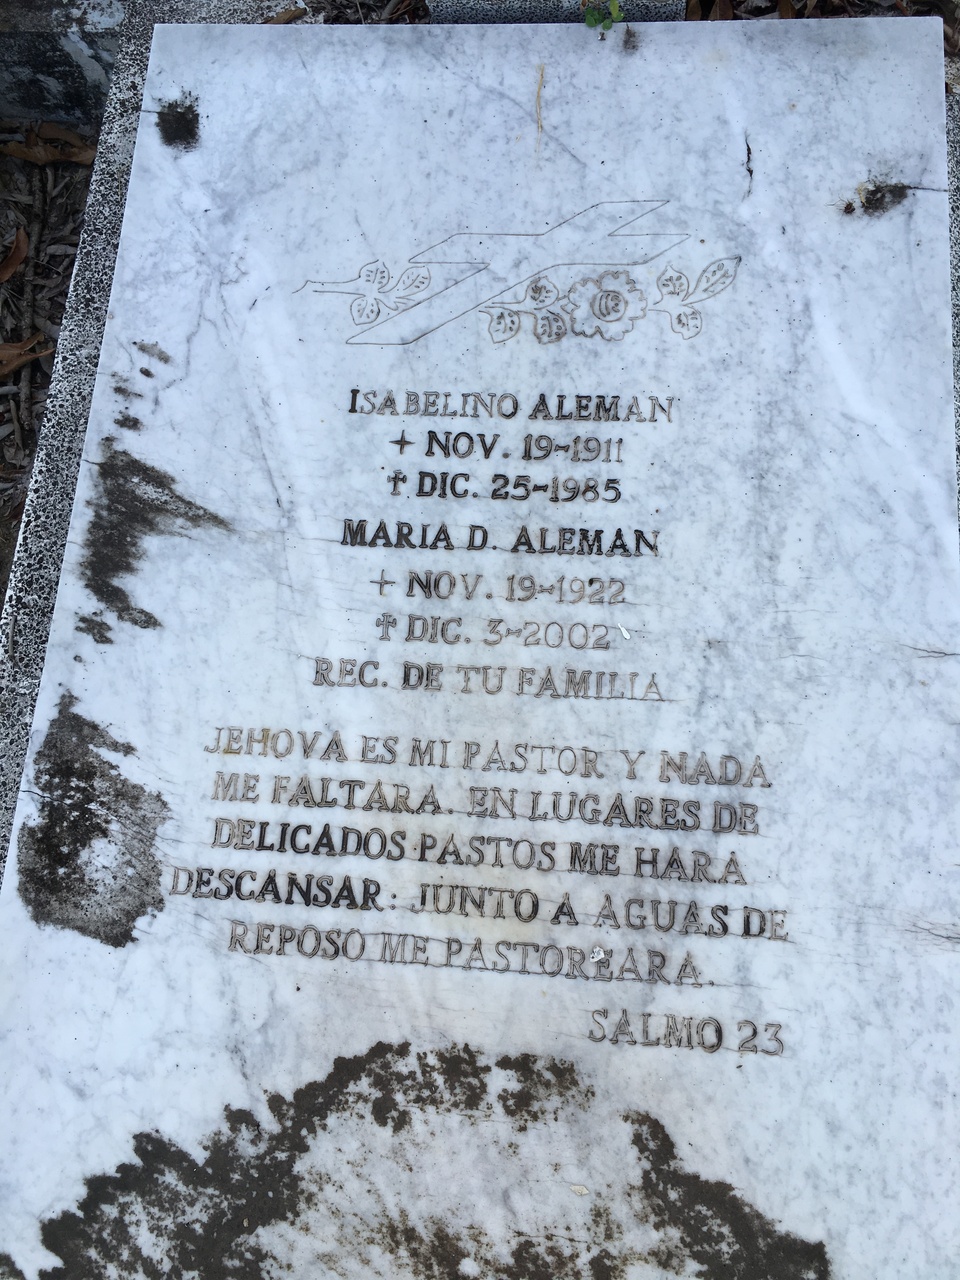 ISABELINO ALEMAN
+ NOV. 19-1911
✝ DIC. 25-1985
MARIA D. ALEMAN
+ NOV. 19-1922
✝ DIC. 3-2002
REC. DE TU FAMILIA
JEHOVA ES MI PASTOR Y NADA
ME FALTARA. EN LUGARES DE
DELICADOS PASTOS ME HARA
DESCANSAR: JUNTO A AGUAS DE
REPOSO ME PASTOREARA.
SALMO 23